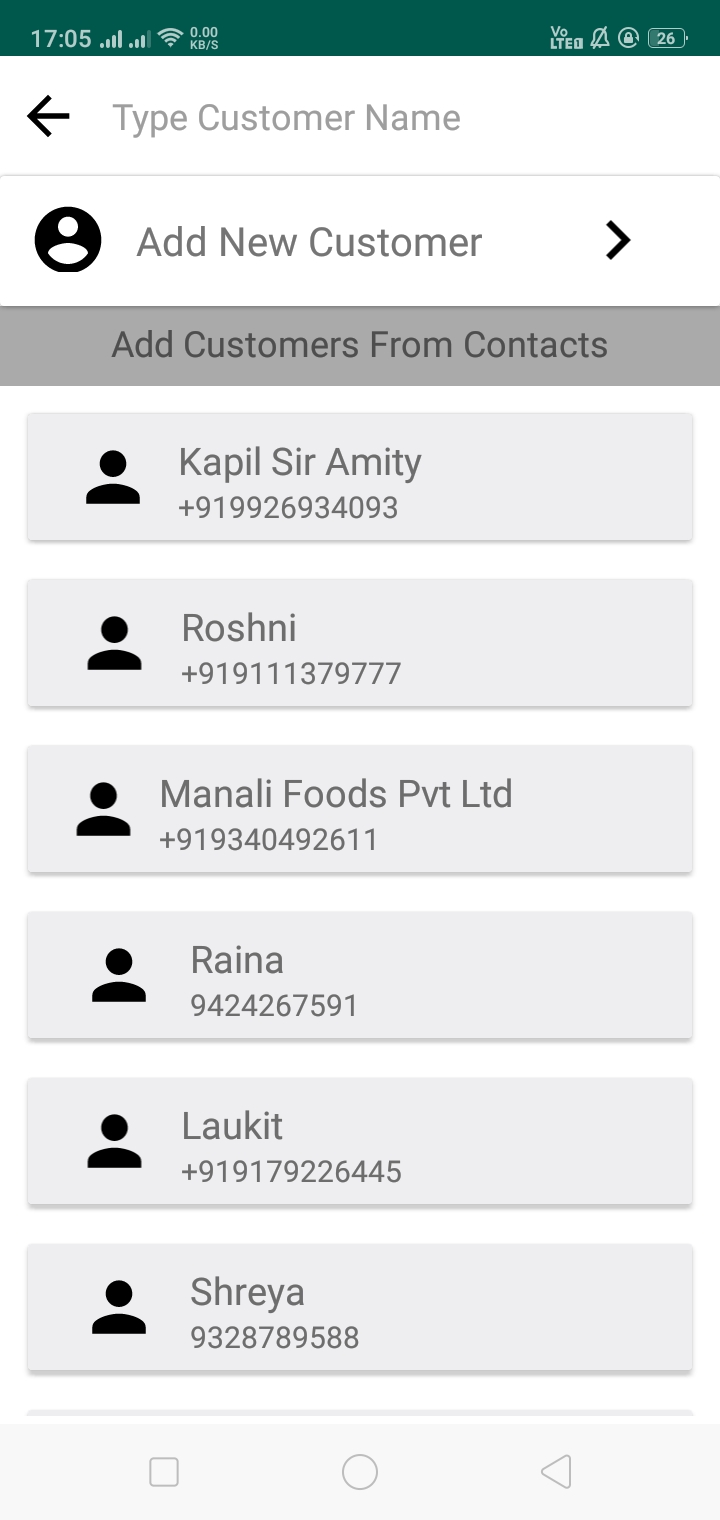 17:05 0.00 KB/S Vo LTE1 26
Type Customer Name
Add New Customer
Add Customers From Contacts
Kapil Sir Amity
+919926934093
Roshni
+919111379777
Manali Foods Pvt Ltd
+919340492611
Raina
9424267591
Laukit
+919179226445
Shreya
9328789588